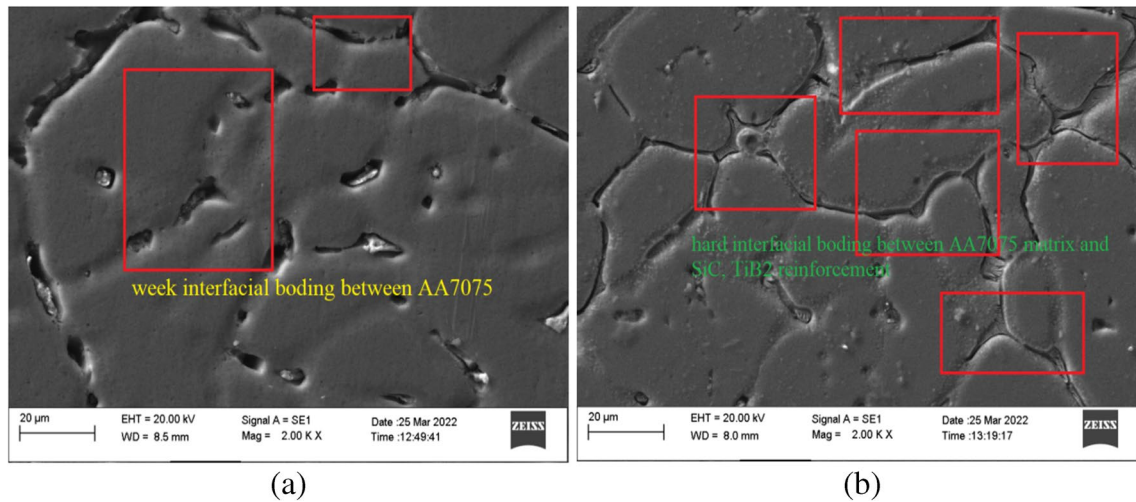 week interfacial boding between AA7075
20 µm
EHT = 20.00 kV
WD = 8.5 mm
Signal A = SE1
Mag = 2.00 K X
Date :25 Mar 2022
Time :12:49:41
ZEISS
(a)
hard interfacial boding between AA7075 matrix and
SiC, TiB2 reinforcement
20 µm
EHT = 20.00 kV
WD = 8.0 mm
Signal A = SE1
Mag = 2.00 K X
Date :25 Mar 2022
Time :13:19:17
ZEISS
(b)